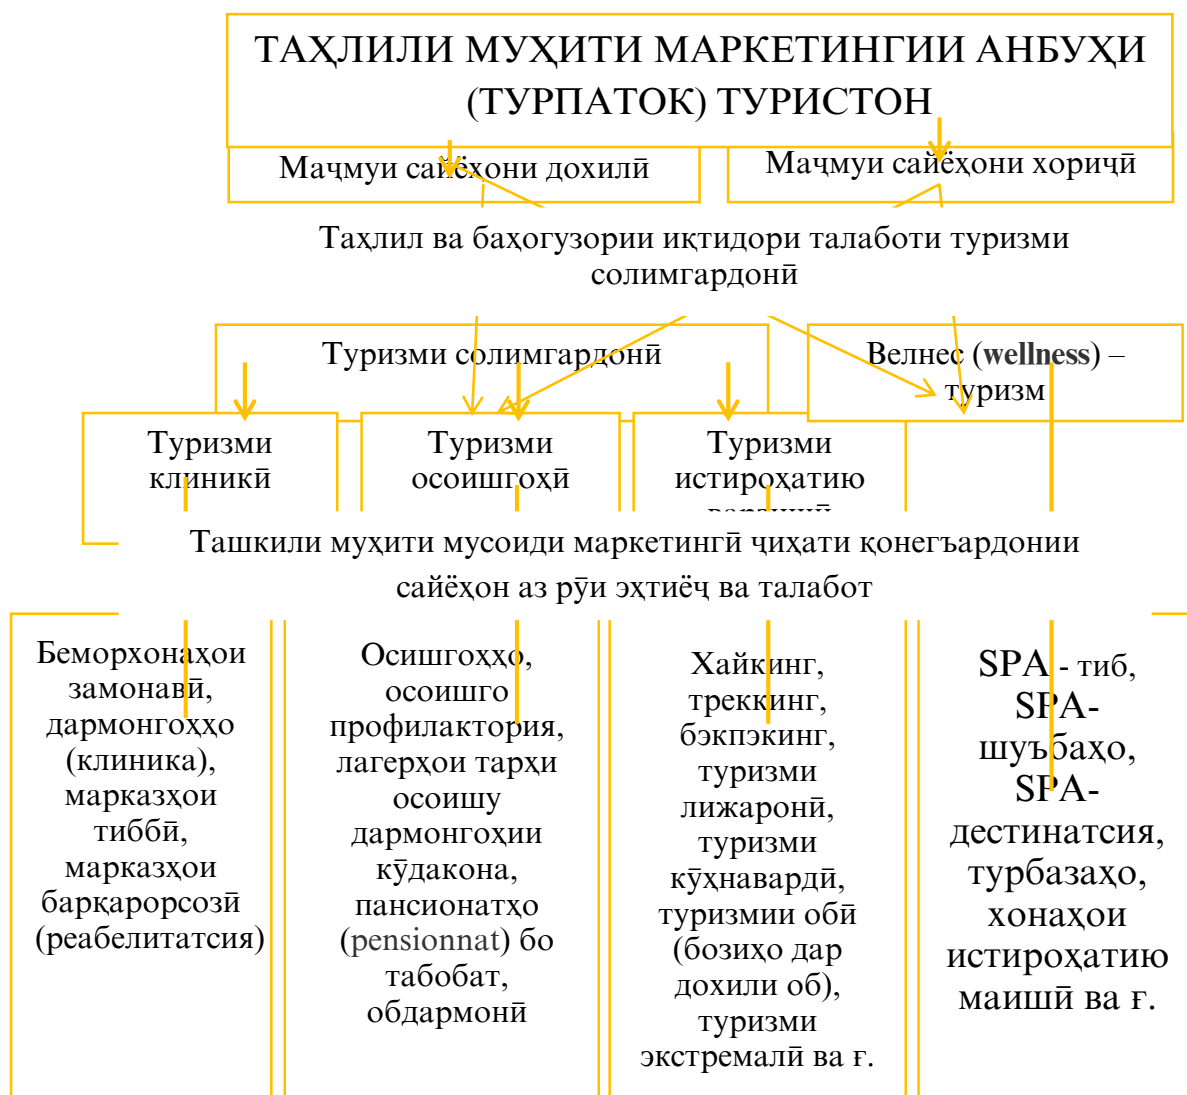 ТАҲЛИЛИ МУҲИТИ МАРКЕТИНГИИ АНБУҲИ
(ТУРПАТОК) ТУРИСТОН
Маҷмуи сайёҳони дохилӣ
Маҷмуи сайёҳони хориҷӣ
Таҳлил ва баҳогузории иқтидори талаботи туризми
солимгардонӣ
Туризми солимгардонӣ
Велнес (wellness) –
туризм
Туризми
клиникӣ
Туризми
осоишгоҳӣ
Туризми
истироҳатию
Ташкили муҳити мусоиди маркетингӣ ҷиҳати қонегъардонии
сайёҳон аз рӯи эҳтиёҷ ва талабот
Беморхонаҳои
замонавӣ,
дармонгоҳҳо
(клиника),
марказҳои
тиббӣ,
марказҳои
барқарорсозӣ
(реабелитатсия)
Осишгоҳҳо,
осоишго
профилактория,
лагерҳои тарҳи
осоишу
дармонгоҳии
кӯдакона,
пансионатҳо
(pensionnat) бо
табобат,
обдармонӣ
Хайкинг,
треккинг,
бэкпэкинг,
туризми
лижаронӣ,
туризми
кӯҳнавардӣ,
туризмии обӣ
(бозиҳо дар
дохили об),
туризми
экстремалӣ ва ғ.
SPA - тиб,
SPA-
шуъбаҳо,
SPA-
дестинатсия,
турбазаҳо,
хонаҳои
истироҳатию
маишӣ ва ғ.